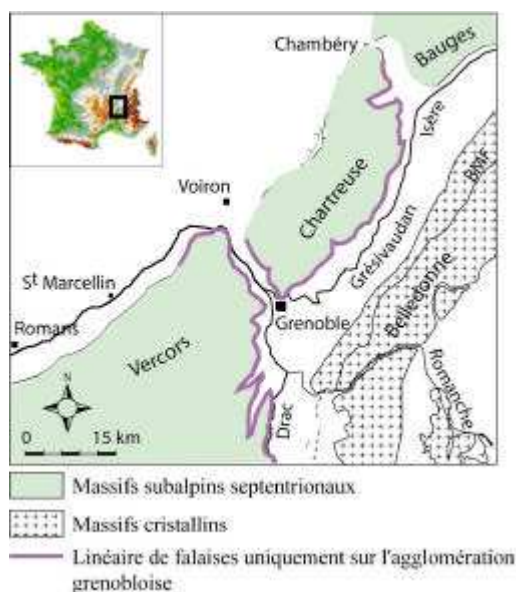 Chambéry
Bauges
Isère
BMF
Voiron
Chartreuse
Grésivaudan
St Marcellin
Belledonne
Grenoble
Romans
Vercors
Romanche
N
Drac
0 15 km
Massifs subalpins septentrionaux
Massifs cristallins
Linéaire de falaises uniquement sur l'agglomération
grenobloise